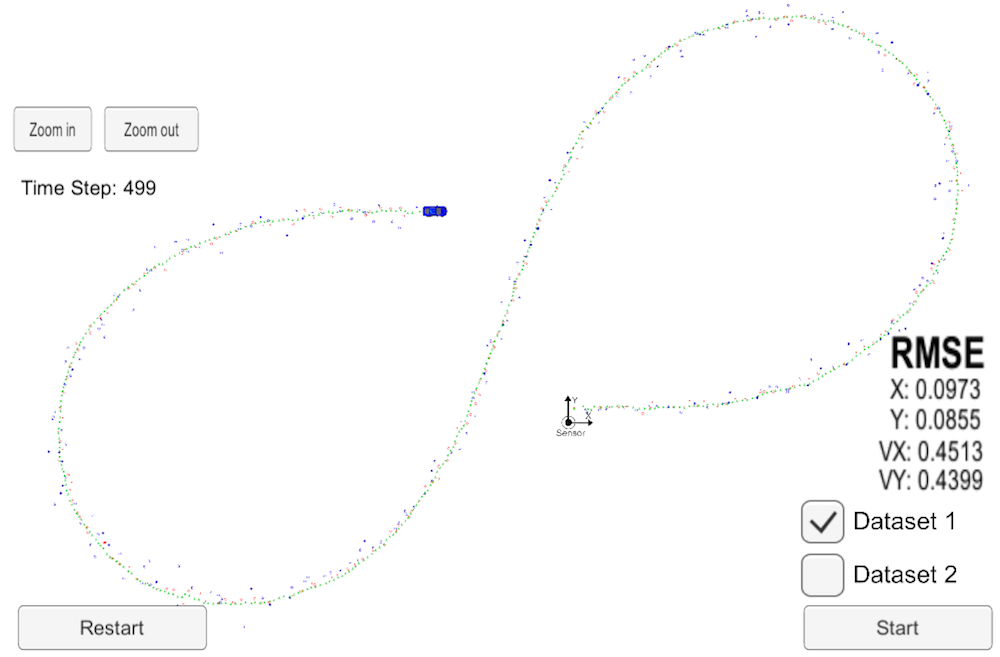 Zoom in
Zoom out
Time Step: 499
Y
X
Sensor
RMSE
X: 0.0973
Y: 0.0855
VX: 0.4513
VY: 0.4399
Dataset 1
Dataset 2
Restart
Start